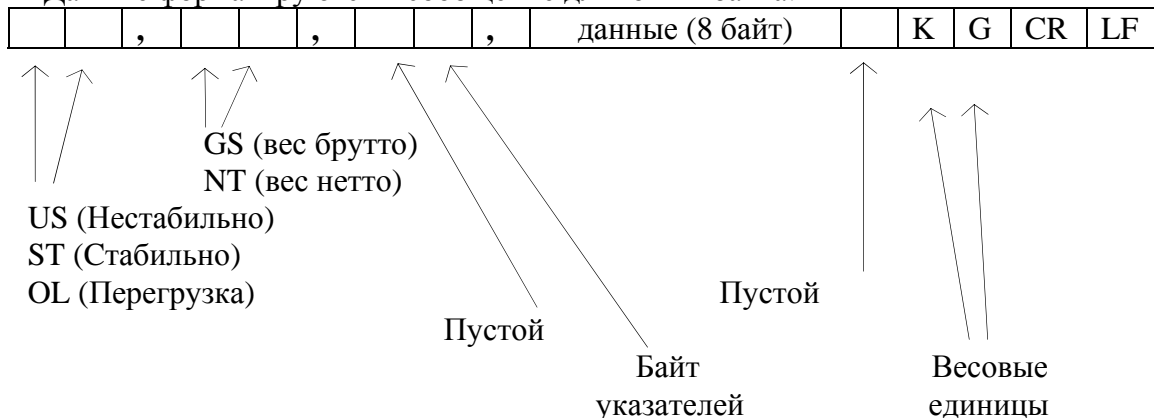 , , , данные (8 байт) K G CR LF
GS (вес брутто)
NT (вес нетто)
US (Нестабильно)
ST (Стабильно)
OL (Перегрузка)
Пустой
Пустой
Байт
указателей
Весовые
единицы